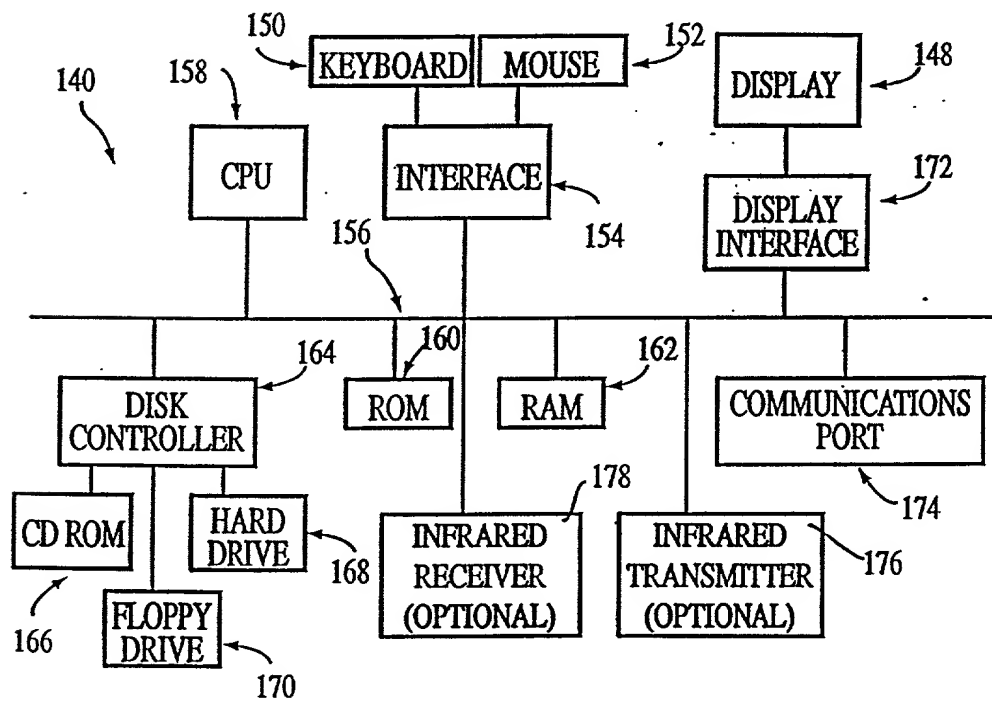 150
KEYBOARD
MOUSE
152
158
140
CPU
INTERFACE
154
DISPLAY
148
172
DISPLAY
INTERFACE
156
164
DISK
CONTROLLER
160
ROM
162
RAM
COMMUNICATIONS
PORT
174
CD ROM
166
HARD
DRIVE
168
FLOPPY
DRIVE
170
178
INFRARED
RECEIVER
(OPTIONAL)
INFRARED
TRANSMITTER
(OPTIONAL)
176